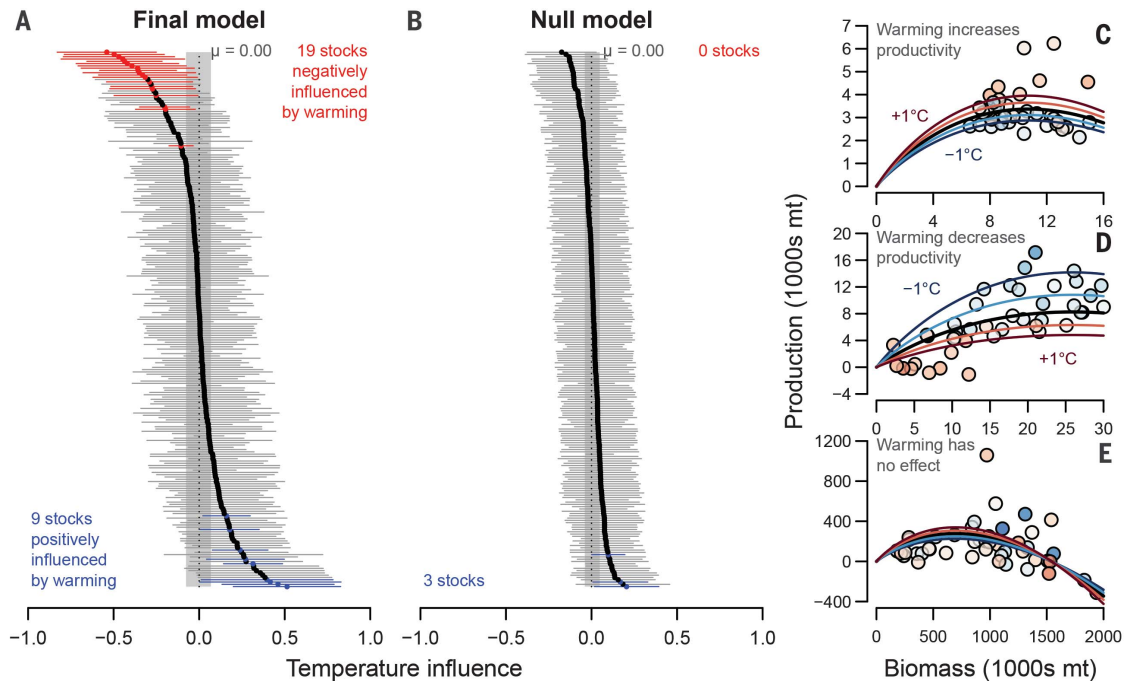 A
Final model
μ = 0.00
19 stocks
negatively
influenced
by warming
9 stocks
positively
influenced
by warming
−1.0
−0.5
0.0
0.5
1.0
B
Null model
μ = 0.00
0 stocks
3 stocks
−1.0
−0.5
0.0
0.5
1.0
Temperature influence
Production (1000s mt)
C
Warming increases
productivity
+1°C
−1°C
7
6
5
4
3
2
1
0
0
4
8
12
16
D
Warming decreases
productivity
−1°C
+1°C
20
16
12
8
4
0
−4
0
5
10
15
20
25
30
E
Warming has
no effect
1200
800
400
0
−400
0
500
1000
1500
2000
Biomass (1000s mt)